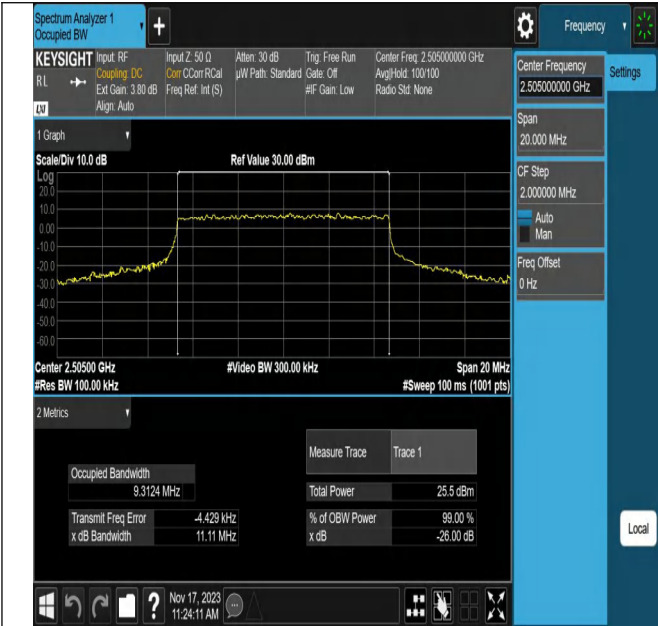 Spectrum Analyzer 1
Occupied BW
+
Frequency
KEYSIGHT
RL
LXI
Input: RF
Coupling: DC
Ext Gain: 3.80 dB
Align: Auto
Input Z: 50 Ω
Corr CCorr RCal
Freq Ref: Int (S)
Atten: 30 dB
µW Path: Standard
Trig: Free Run
Gate: Off
#IF Gain: Low
Center Freq: 2.505000000 GHz
Avg|Hold: 100/100
Radio Std: None
Center Frequency
2.505000000 GHz
Settings
Span
20.000 MHz
CF Step
2.000000 MHz
Auto
Man
Freq Offset
0 Hz
1 Graph
Scale/Div 10.0 dB
Ref Value 30.00 dBm
Log
20.0
10.0
0.00
-10.0
-20.0
-30.0
-40.0
-50.0
-60.0
Center 2.50500 GHz
#Video BW 300.00 kHz
Span 20 MHz
#Res BW 100.00 kHz
#Sweep 100 ms (1001 pts)
2 Metrics
Measure Trace
Trace 1
Occupied Bandwidth
9.3124 MHz
Total Power
25.5 dBm
Transmit Freq Error
-4.429 kHz
% of OBW Power
99.00 %
x dB Bandwidth
11.11 MHz
x dB
-26.00 dB
Local
?
Nov 17, 2023
11:24:11 AM